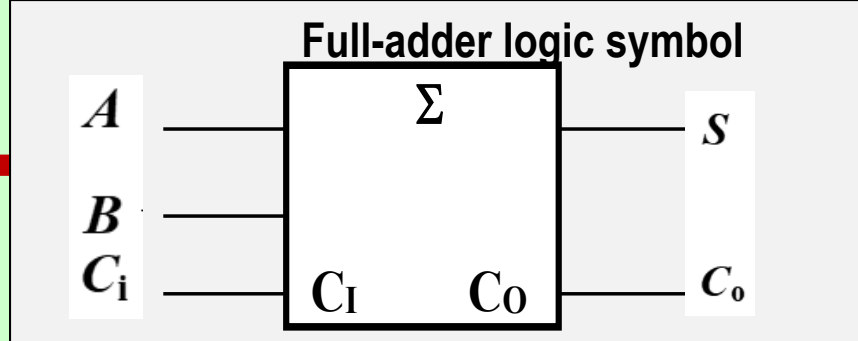 Full-adder logic symbol
Σ
A
S
B
Ci
CI
CO
Co